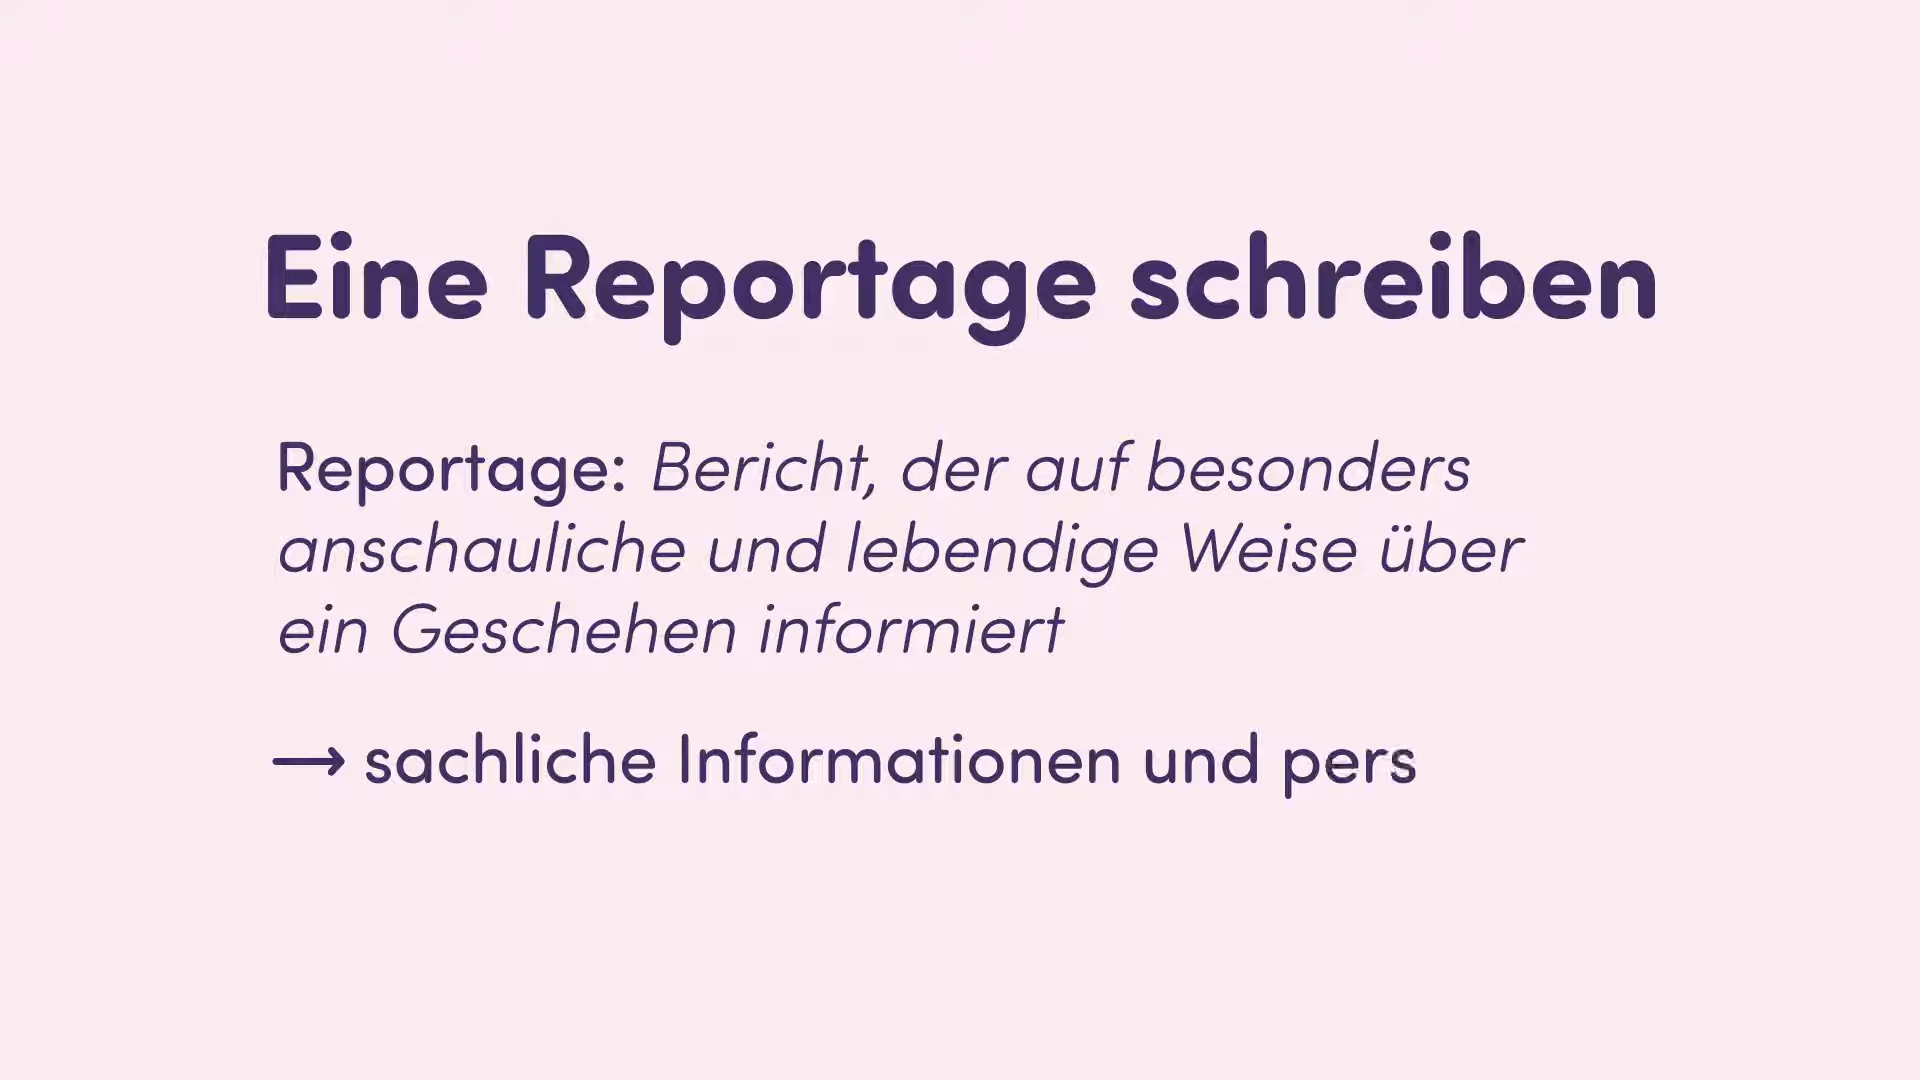 Eine Reportage schreiben
Reportage: Bericht, der auf besonders
anschauliche und lebendige Weise über
ein Geschehen informiert
→ sachliche Informationen und pers